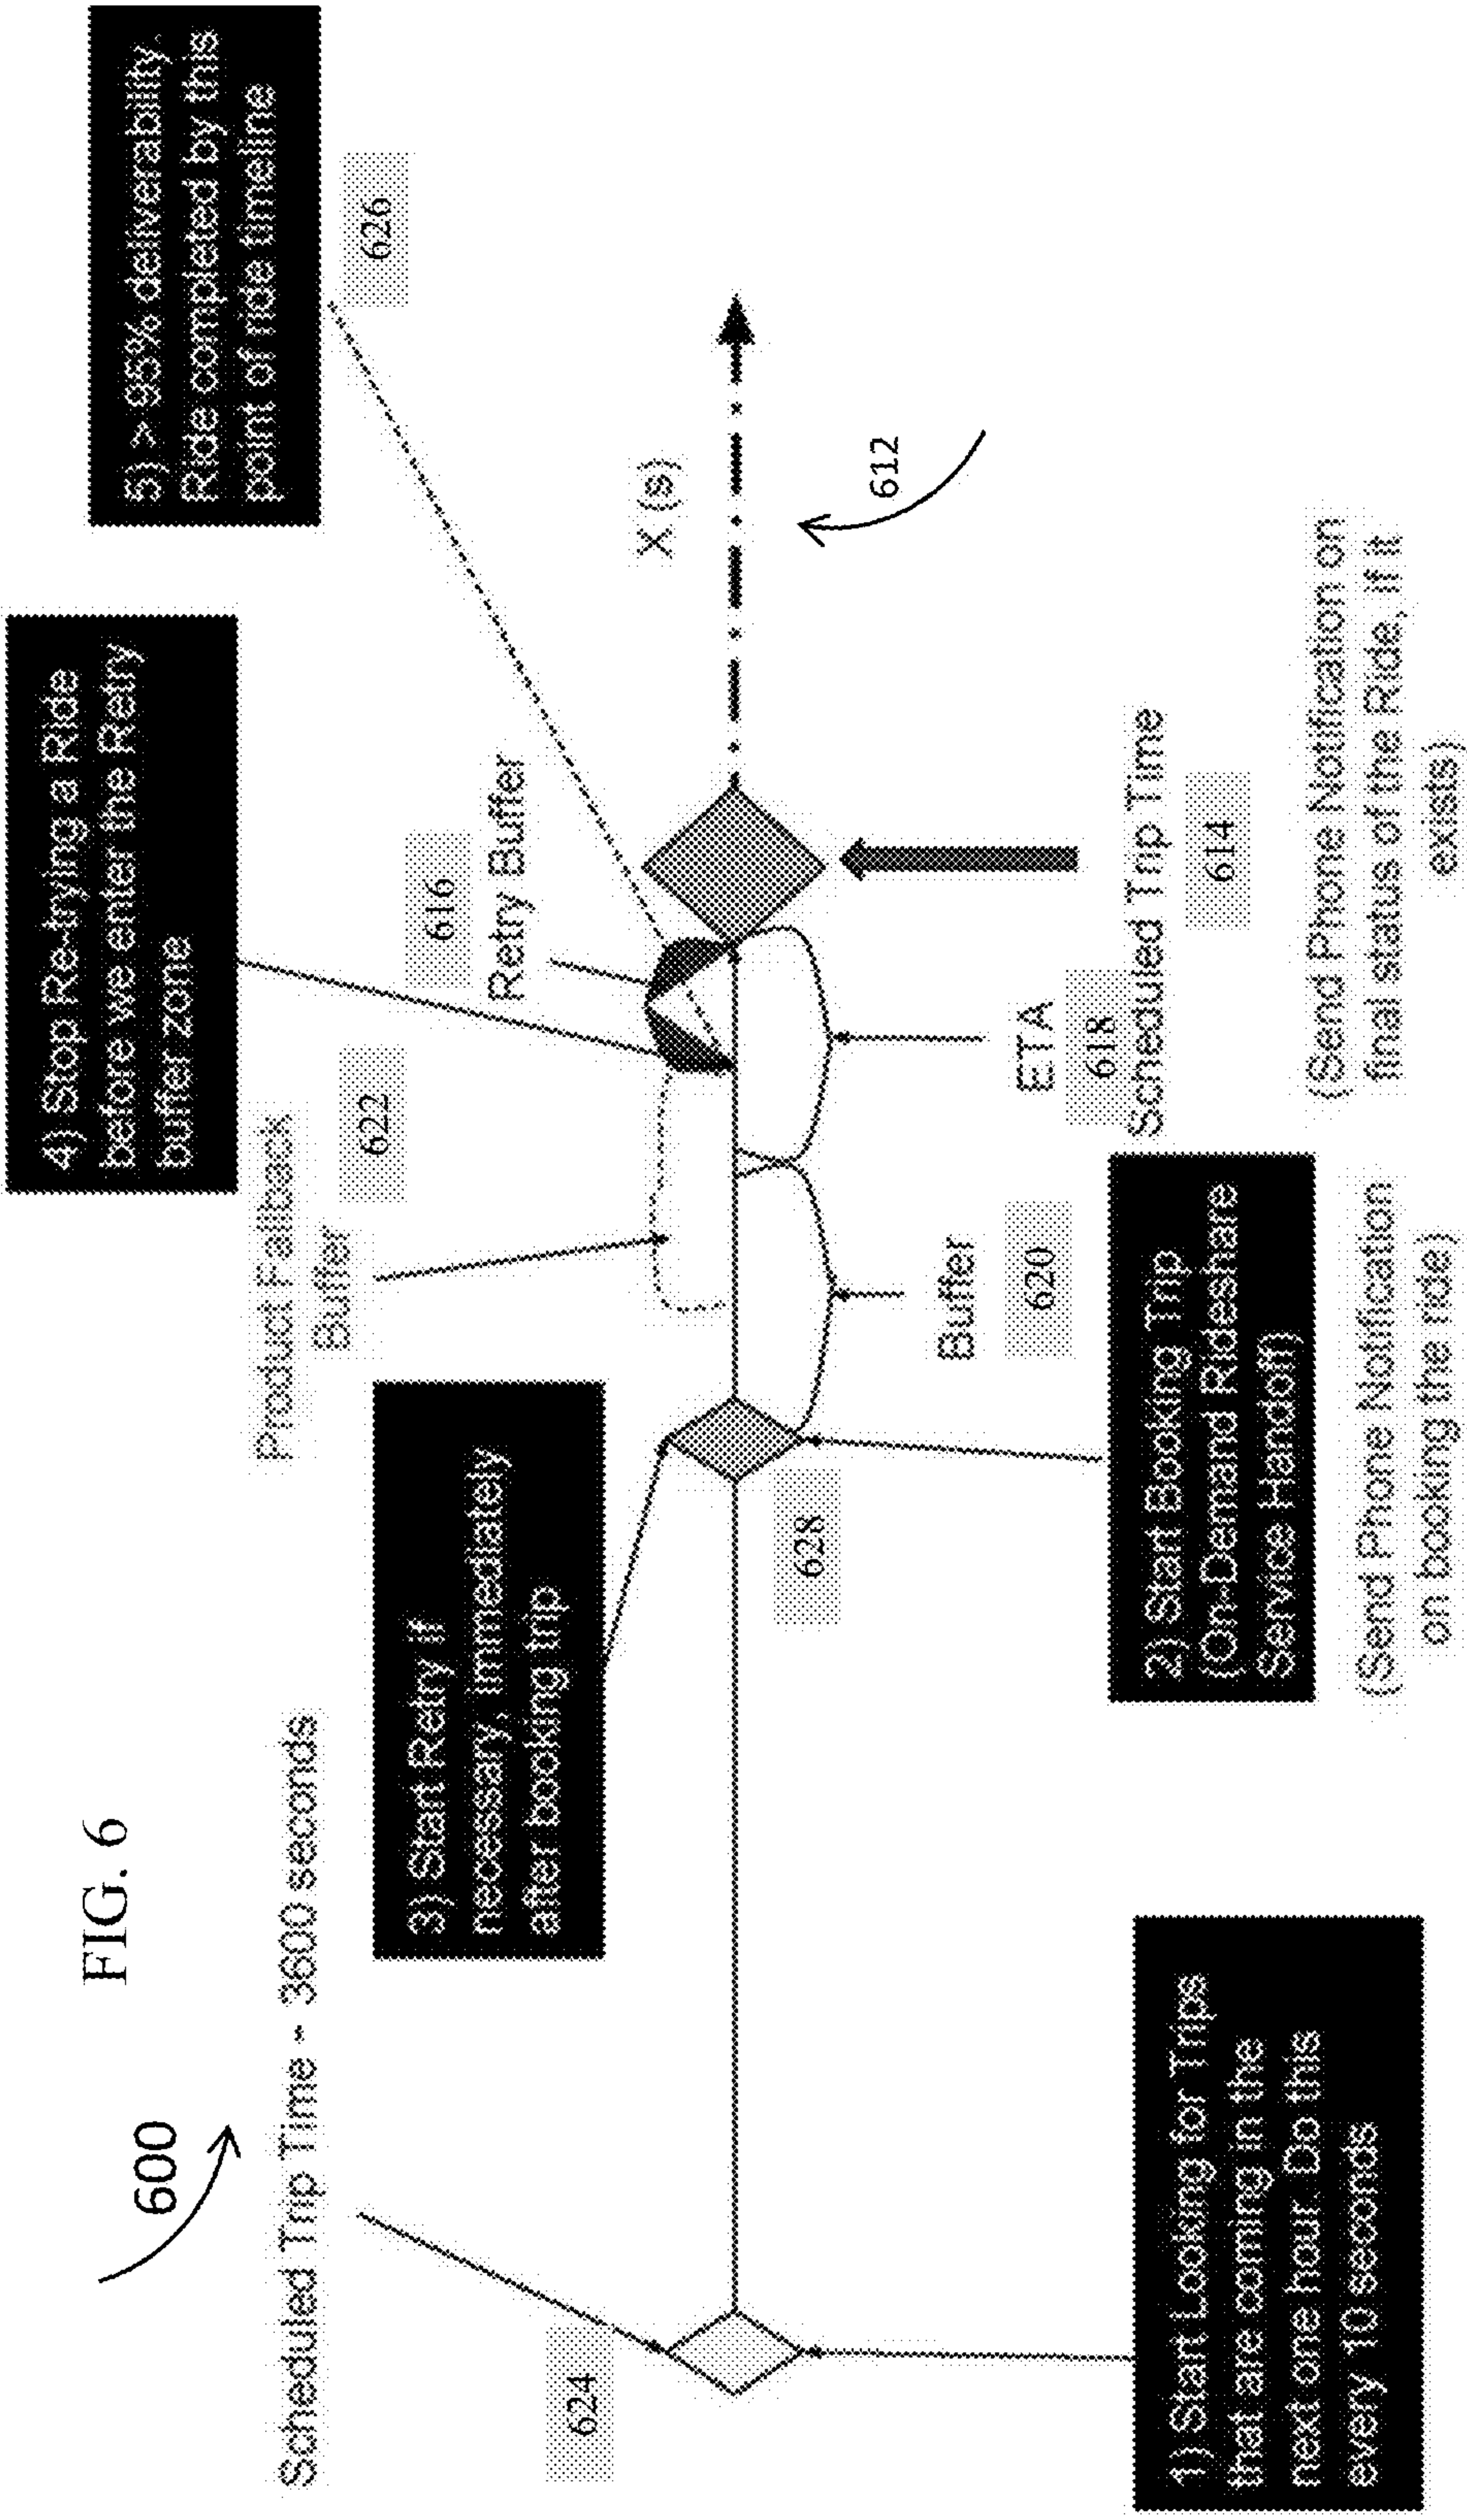 FIG. 6
600
Scheduled Trip Time - 3600 seconds
624
1) Start Looking for Trips
that are coming in the
next one hour. Do this
every 10 seconds
3) Start Retry if
necessary, immediately
after booking trip
628
2) Start Booking Trip
(On-Demand Rideshare
Service Handoff)
(Send Phone Notification
on booking the ride)
Product Fallback
Buffer
622
Buffer
620
4) Stop Re-trying a Ride
before we enter the Retry
buffer zone
616
Retry Buffer
ETA
618
Scheduled Trip Time
614
(Send Phone Notification on
final status of the Ride, if it
exists)
5) > 95% deliverability.
Ride completed by this
point of ride timeline
626
X (s)
612